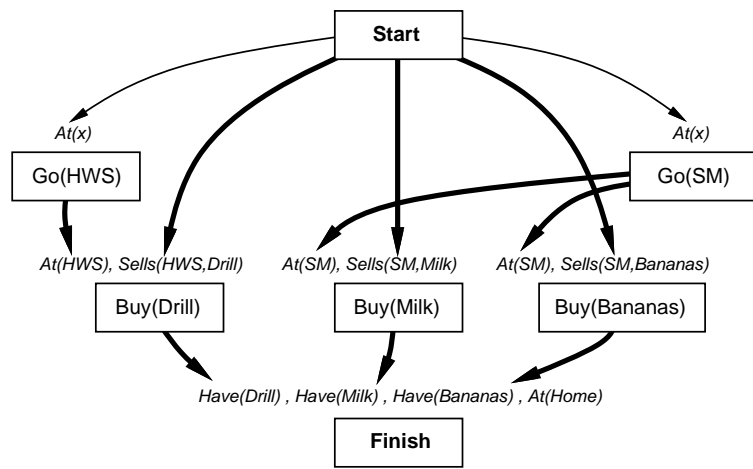 Start
At(x) At(x)
Go(HWS) Go(SM)
At(HWS), Sells(HWS,Drill) At(SM), Sells(SM,Milk) At(SM), Sells(SM,Bananas)
Buy(Drill) Buy(Milk) Buy(Bananas)
Have(Drill) , Have(Milk) , Have(Bananas) , At(Home)
Finish